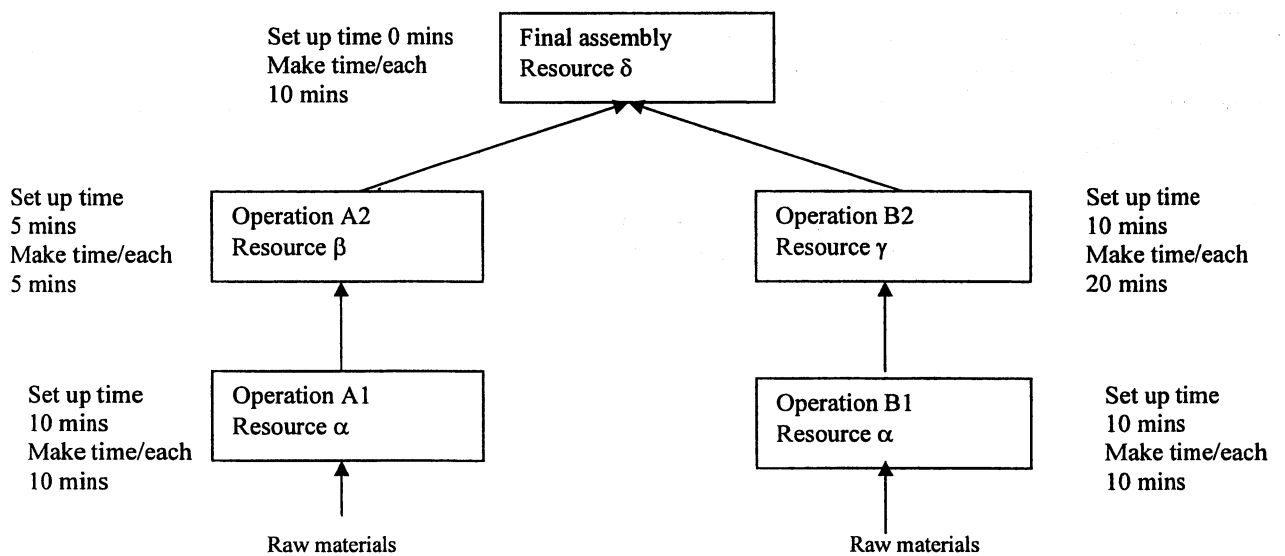 Set up time 0 mins
Make time/each
10 mins
Final assembly
Resource δ
Set up time
5 mins
Make time/each
5 mins
Operation A2
Resource β
Operation B2
Resource γ
Set up time
10 mins
Make time/each
20 mins
Set up time
10 mins
Make time/each
10 mins
Operation A1
Resource α
Operation B1
Resource α
Set up time
10 mins
Make time/each
10 mins
Raw materials
Raw materials